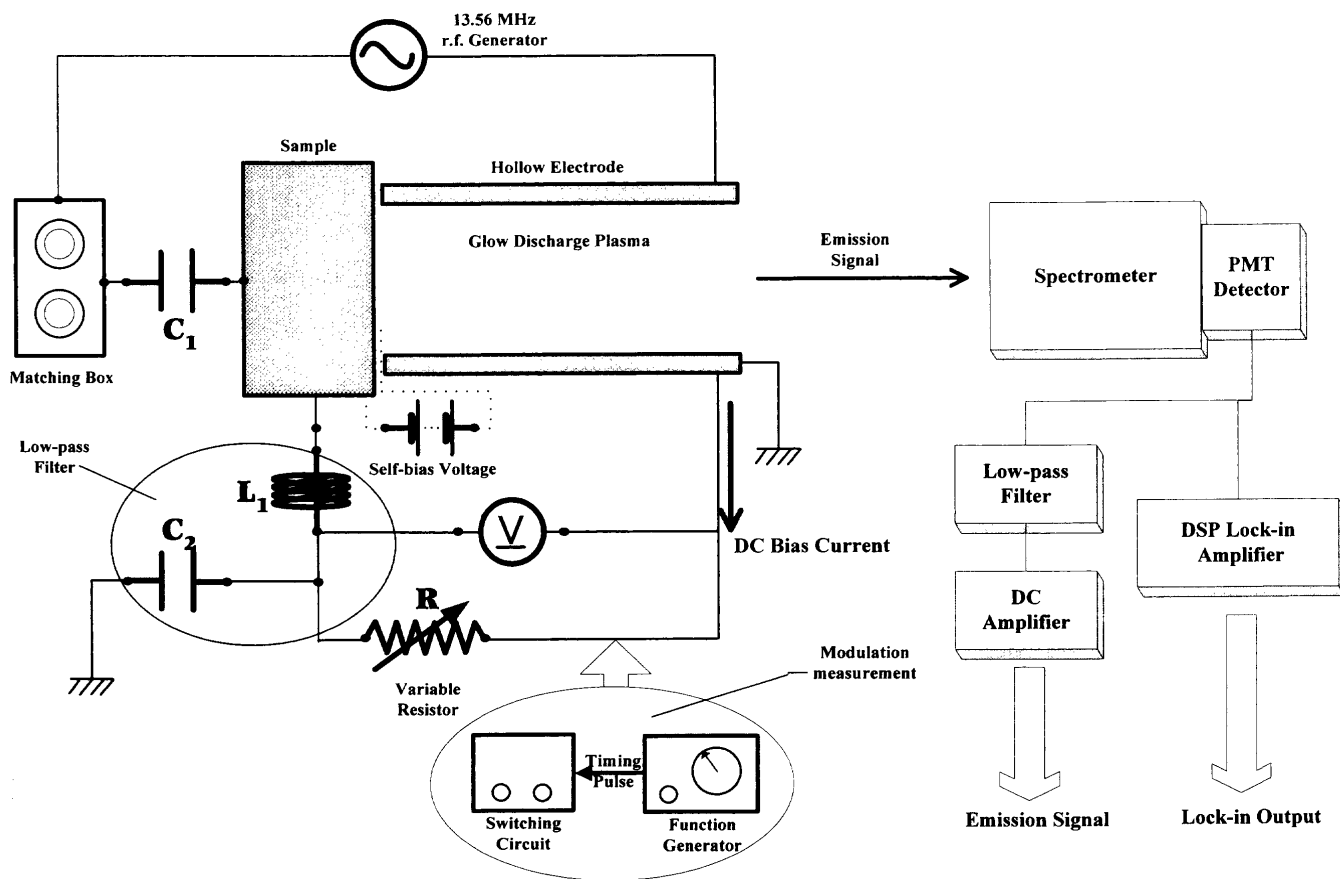 13.56 MHz
r.f. Generator
Sample
Hollow Electrode
Glow Discharge Plasma
Emission
Signal
Spectrometer
PMT
Detector
C1
Matching Box
Low-pass
Filter
Self-bias Voltage
L1
V
DC Bias Current
C2
R
Variable
Resistor
Modulation
measurement
Timing
Pulse
Switching
Circuit
Function
Generator
Low-pass
Filter
DC
Amplifier
DSP Lock-in
Amplifier
Emission Signal
Lock-in Output